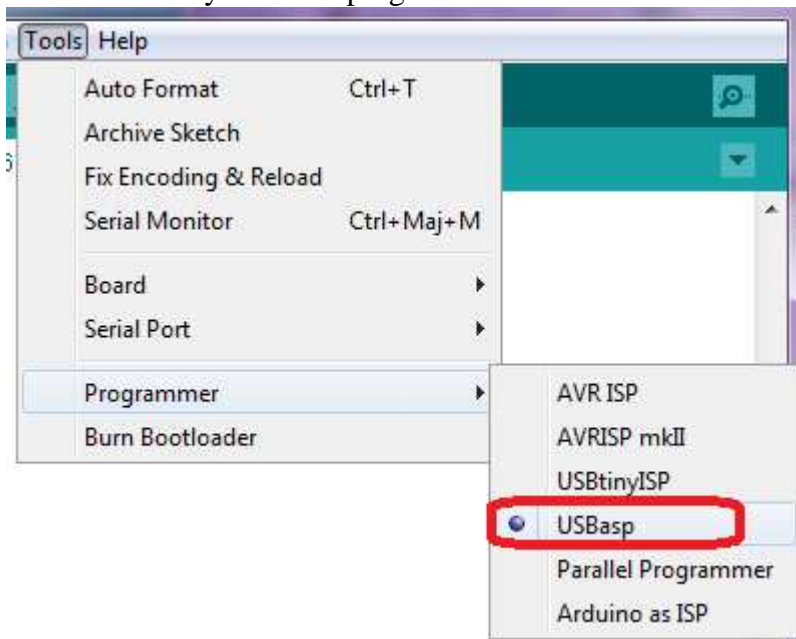 Tools Help
Auto Format Ctrl+T
Archive Sketch
Fix Encoding & Reload
Serial Monitor Ctrl+Maj+M
Board
Serial Port
Programmer
Burn Bootloader
AVR ISP
AVRISP mkII
USBtinyISP
USBasp
Parallel Programmer
Arduino as ISP